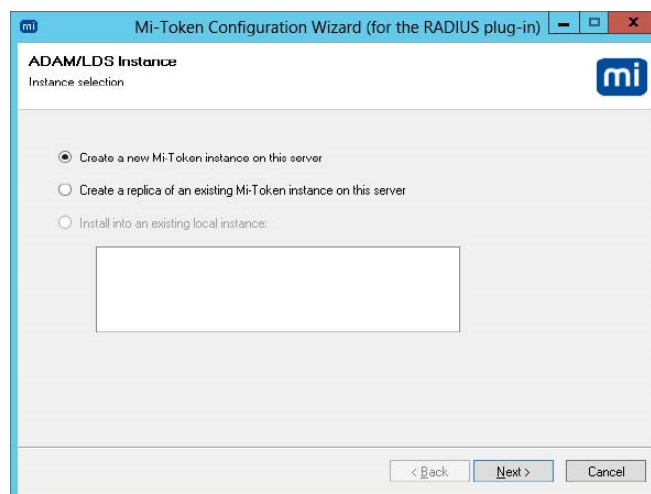 mi
Mi-Token Configuration Wizard (for the RADIUS plug-in)
ADAM/LDS Instance
Instance selection
mi
Create a new Mi-Token instance on this server
Create a replica of an existing Mi-Token instance on this server
Install into an existing local instance:
< Back
Next >
Cancel